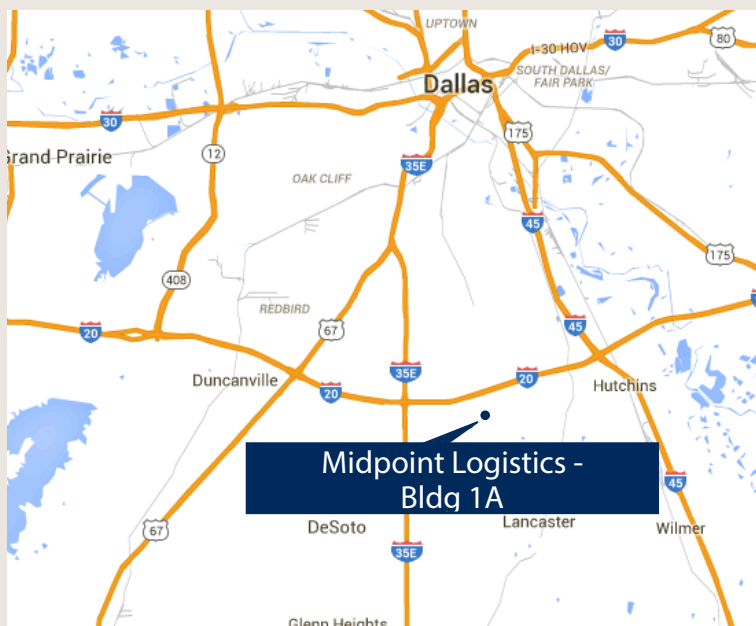 UPTOWN
I-30 HOV
30
80
Dallas
SOUTH DALLAS/
FAIR PARK
30
175
Grand Prairie
12
35E
OAK CLIFF
45
175
408
REDBIRD
67
45
20
35E
Duncanville
20
20
Hutchins
Midpoint Logistics -
Bldg 1A
45
67
DeSoto
Lancaster
Wilmer
35E
Glenn Heights